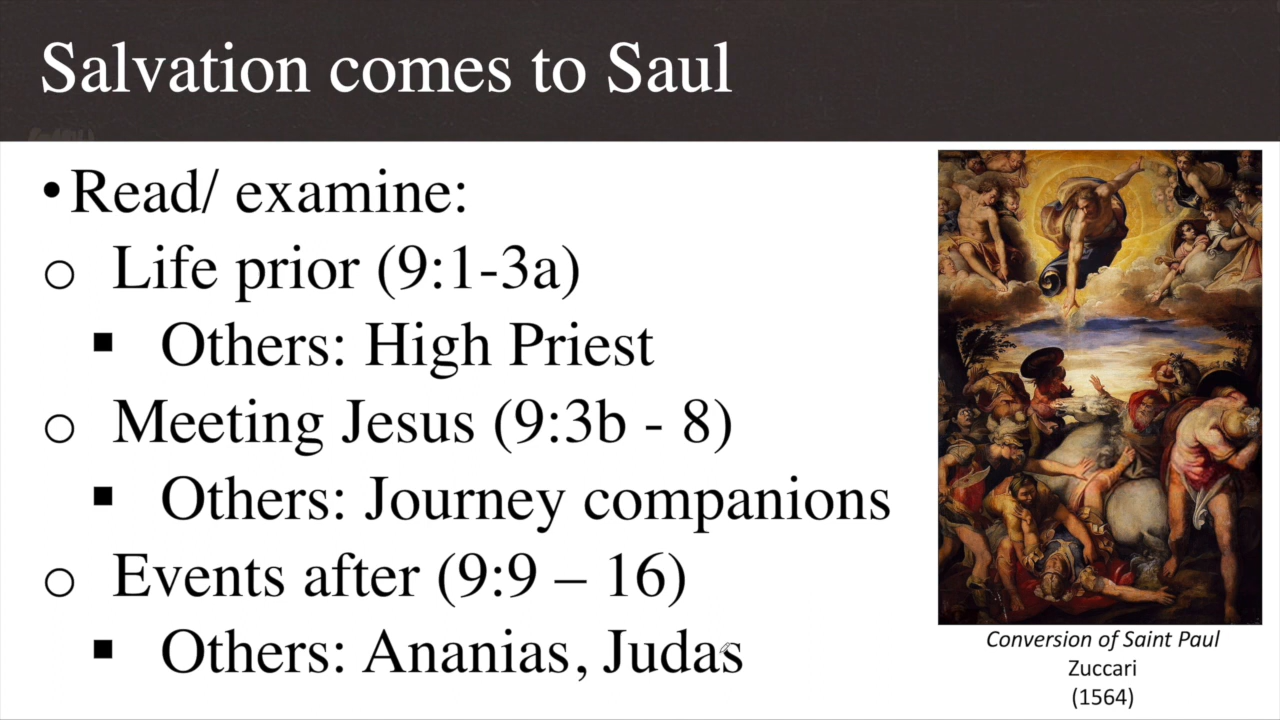 Salvation comes to Saul
•Read/ examine:
o Life prior (9:1-3a)
▪ Others: High Priest
o Meeting Jesus (9:3b - 8)
▪ Others: Journey companions
o Events after (9:9 – 16)
▪ Others: Ananias, Judas
Conversion of Saint Paul
Zuccari
(1564)